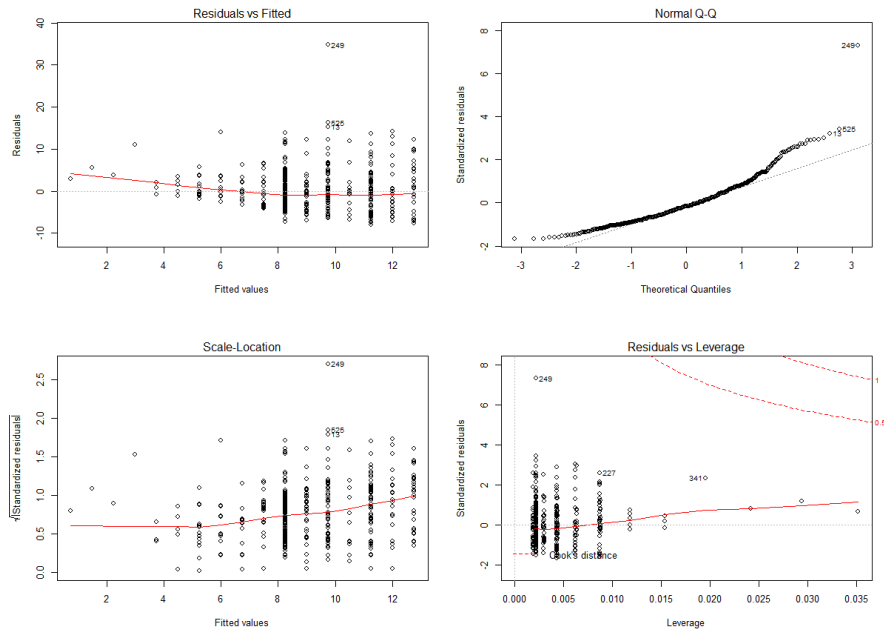 Residuals vs Fitted
Residuals
40
30
20
10
0
-10
249
525
13
0 2 4 6 8 10 12
Fitted values
Normal Q-Q
Standardized residuals
8
6
4
2
0
-2
249
525
13
-3 -2 -1 0 1 2 3
Theoretical Quantiles
Scale-Location
√|Standardized residuals|
2.5
2.0
1.5
1.0
0.5
0.0
249
525
13
0 2 4 6 8 10 12
Fitted values
Residuals vs Leverage
Standardized residuals
8
6
4
2
0
-2
249
227
341
1
0.5
Cook's distance
0.000 0.005 0.010 0.015 0.020 0.025 0.030 0.035
Leverage